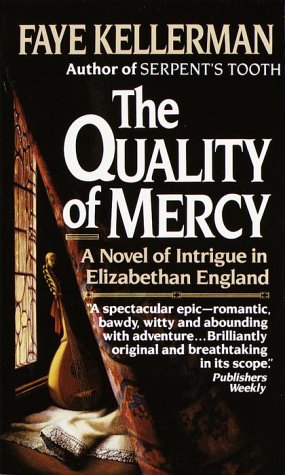 FAYE KELLERMAN
Author of SERPENT'S TOOTH
The
QUALITY
of MERCY
A Novel of Intrigue in
Elizabethan England
"A spectacular epic—romantic,
bawdy, witty and abounding
with adventure...Brilliantly
original and breathtaking
in its scope."
Publishers
Weekly